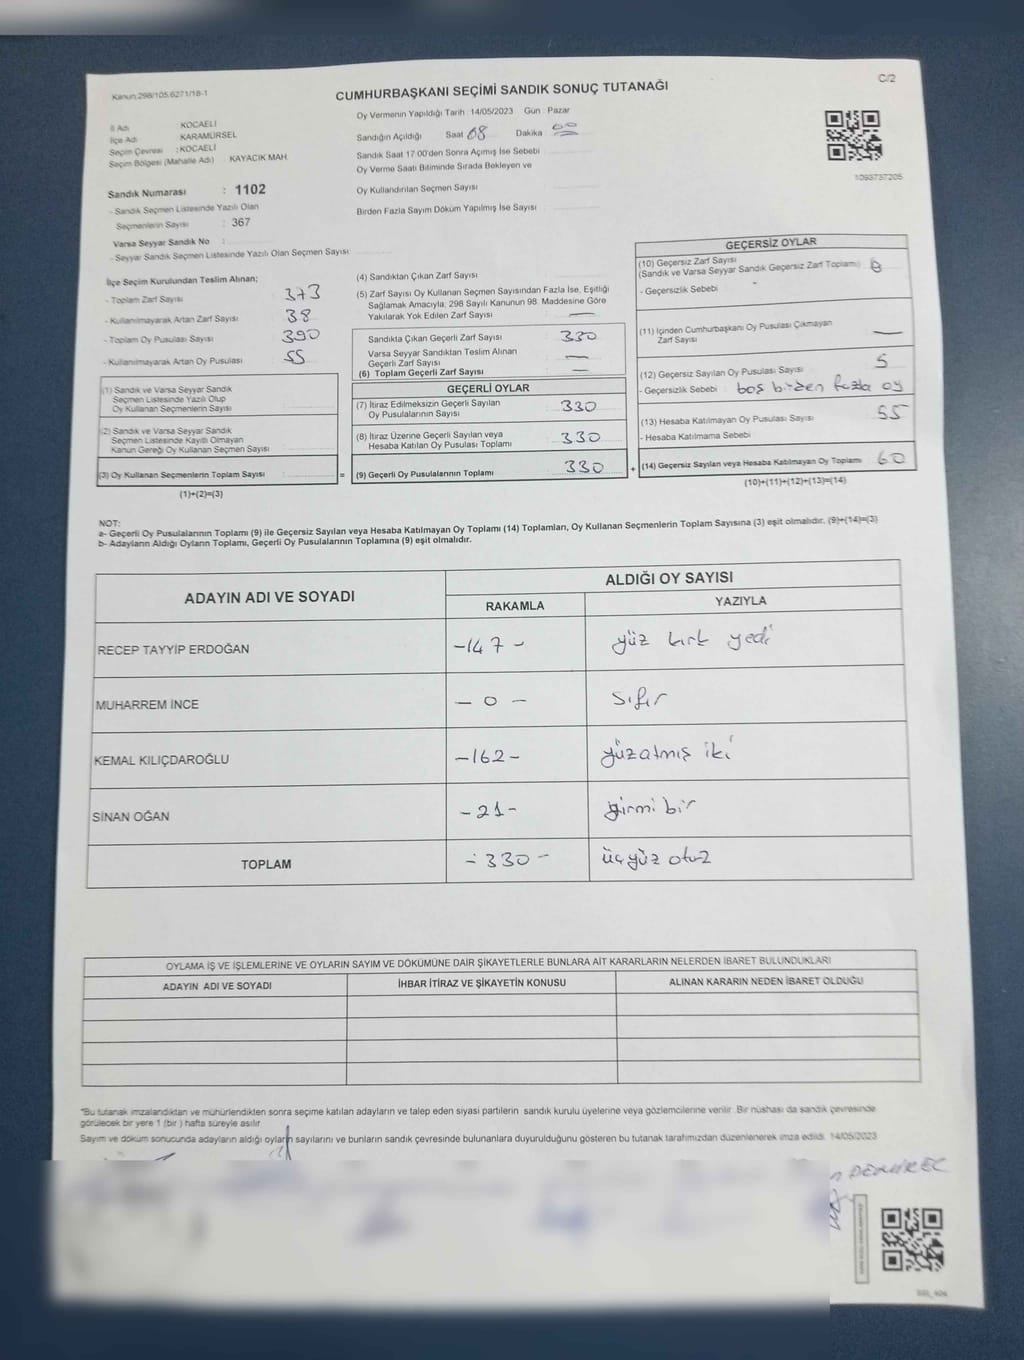 C/2
Kanun 298/105,6271/18-1
CUMHURBAŞKANI SEÇİMİ SANDIK SONUÇ TUTANAĞI
İl Adı : KOCAELİ
İlçe Adı : KARAMÜRSEL
Seçim Çevresi : KOCAELİ
Seçim Bölgesi (Mahalle Adı) : KAYACIK MAH.
Sandık Numarası : 1102
- Sandık Seçmen Listesinde Yazılı Olan
Seçmenlerin Sayısı : 367
Varsa Seyyar Sandık No :
- Seyyar Sandık Seçmen Listesinde Yazılı Olan Seçmen Sayısı:
Oy Vermenin Yapıldığı Tarih :14/05/2023 Gün : Pazar
Sandığın Açıldığı Saat 08 Dakika : 00
Sandık Saat 17:00'den Sonra Açımış İse Sebebi
Oy Verme Saati Bitiminde Sırada Bekleyen ve
Oy Kullandırılan Seçmen Sayısı
Birden Fazla Sayım Döküm Yapılmış İse Sayısı :
1093737205
İlçe Seçim Kurulundan Teslim Alınan;
- Toplam Zarf Sayısı : 373
- Kullanılmayarak Artan Zarf Sayısı : 38
- Toplam Oy Pusulası Sayısı : 390
- Kullanılmayarak Artan Oy Pusulası : 55
(1) Sandık ve Varsa Seyyar Sandık
Seçmen Listesinde Yazılı Olup
Oy Kullanan Seçmenlerin Sayısı :
(2) Sandık ve Varsa Seyyar Sandık
Seçmen Listesinde Kayıtlı Olmayan
Kanun Gereği Oy Kullanan Seçmen Sayısı :
(3) Oy Kullanan Seçmenlerin Toplam Sayısı :
(1)+(2)=(3)
(4) Sandıktan Çıkan Zarf Sayısı
(5) Zarf Sayısı Oy Kullanan Seçmen Sayısından Fazla İse, Eşitliği
Sağlamak Amacıyla; 298 Sayılı Kanunun 98. Maddesine Göre
Yakılarak Yok Edilen Zarf Sayısı : —
Sandıkta Çıkan Geçerli Zarf Sayısı : 330
Varsa Seyyar Sandıktan Teslim Alınan
Geçerli Zarf Sayısı : —
(6) Toplam Geçerli Zarf Sayısı : —
GEÇERLİ OYLAR
(7) İtiraz Edilmeksizin Geçerli Sayılan
Oy Pusulalarının Sayısı : 330
(8) İtiraz Üzerine Geçerli Sayılan veya
Hesaba Katılan Oy Pusulası Toplamı : 330
(9) Geçerli Oy Pusulalarının Toplamı : 330
=
+
GEÇERSİZ OYLAR
(10) Geçersiz Zarf Sayısı
(Sandık ve Varsa Seyyar Sandık Geçersiz Zarf Toplamı) :
- Geçersizlik Sebebi : -
(11) İçinden Cumhurbaşkanı Oy Pusulası Çıkmayan
Zarf Sayısı : —
(12) Geçersiz Sayılan Oy Pusulası Sayısı : 5
- Geçersizlik Sebebi : boş birden fazla oy
(13) Hesaba Katılmayan Oy Pusulası Sayısı : 55
- Hesaba Katılmama Sebebi
(14) Geçersiz Sayılan veya Hesaba Katılmayan Oy Toplamı : 60
(10)+(11)+(12)+(13)=(14)
NOT:
a- Geçerli Oy Pusulalarının Toplamı (9) ile Geçersiz Sayılan veya Hesaba Katılmayan Oy Toplamı (14) Toplamları, Oy Kullanan Seçmenlerin Toplam Sayısına (3) eşit olmalıdır. (9)+(14)=(3)
b- Adayların Aldığı Oyların Toplamı, Geçerli Oy Pusulalarının Toplamına (9) eşit olmalıdır.
ADAYIN ADI VE SOYADI
ALDIĞI OY SAYISI
RAKAMLA YAZIYLA
RECEP TAYYİP ERDOĞAN -147- yüz kırk yedi
MUHARREM İNCE - 0 - sıfır
KEMAL KILIÇDAROĞLU -162- yüzatmış iki
SİNAN OĞAN -21- yirmi bir
TOPLAM -330- üçyüz otuz
OYLAMA İŞ VE İŞLEMLERİNE VE OYLARIN SAYIM VE DÖKÜMÜNE DAİR ŞİKAYETLERLE BUNLARA AİT KARARLARIN NELERDEN İBARET BULUNDUKLARI
ADAYIN ADI VE SOYADI İHBAR İTİRAZ VE ŞİKAYETİN KONUSU ALINAN KARARIN NEDEN İBARET OLDUĞU
*Bu tutanak imzalandıktan ve mühürlendikten sonra seçime katılan adayların ve talep eden siyasi partilerin sandık kurulu üyelerine veya gözlemcilerine verilir. Bir nüshası da sandık çevresinde
görülecek bir yere 1 (bir ) hafta süreyle asılır.
Sayım ve döküm sonucunda adayların aldığı oyların sayılarını ve bunların sandık çevresinde bulunanlara duyurulduğunu gösteren bu tutanak tarafımızdan düzenlenerek imza edildi. 14/05/2023